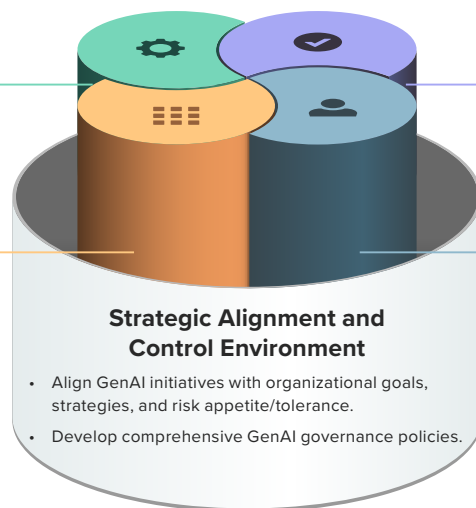 Strategic Alignment and
Control Environment
• Align GenAI initiatives with organizational goals,
strategies, and risk appetite/tolerance.
• Develop comprehensive GenAI governance policies.